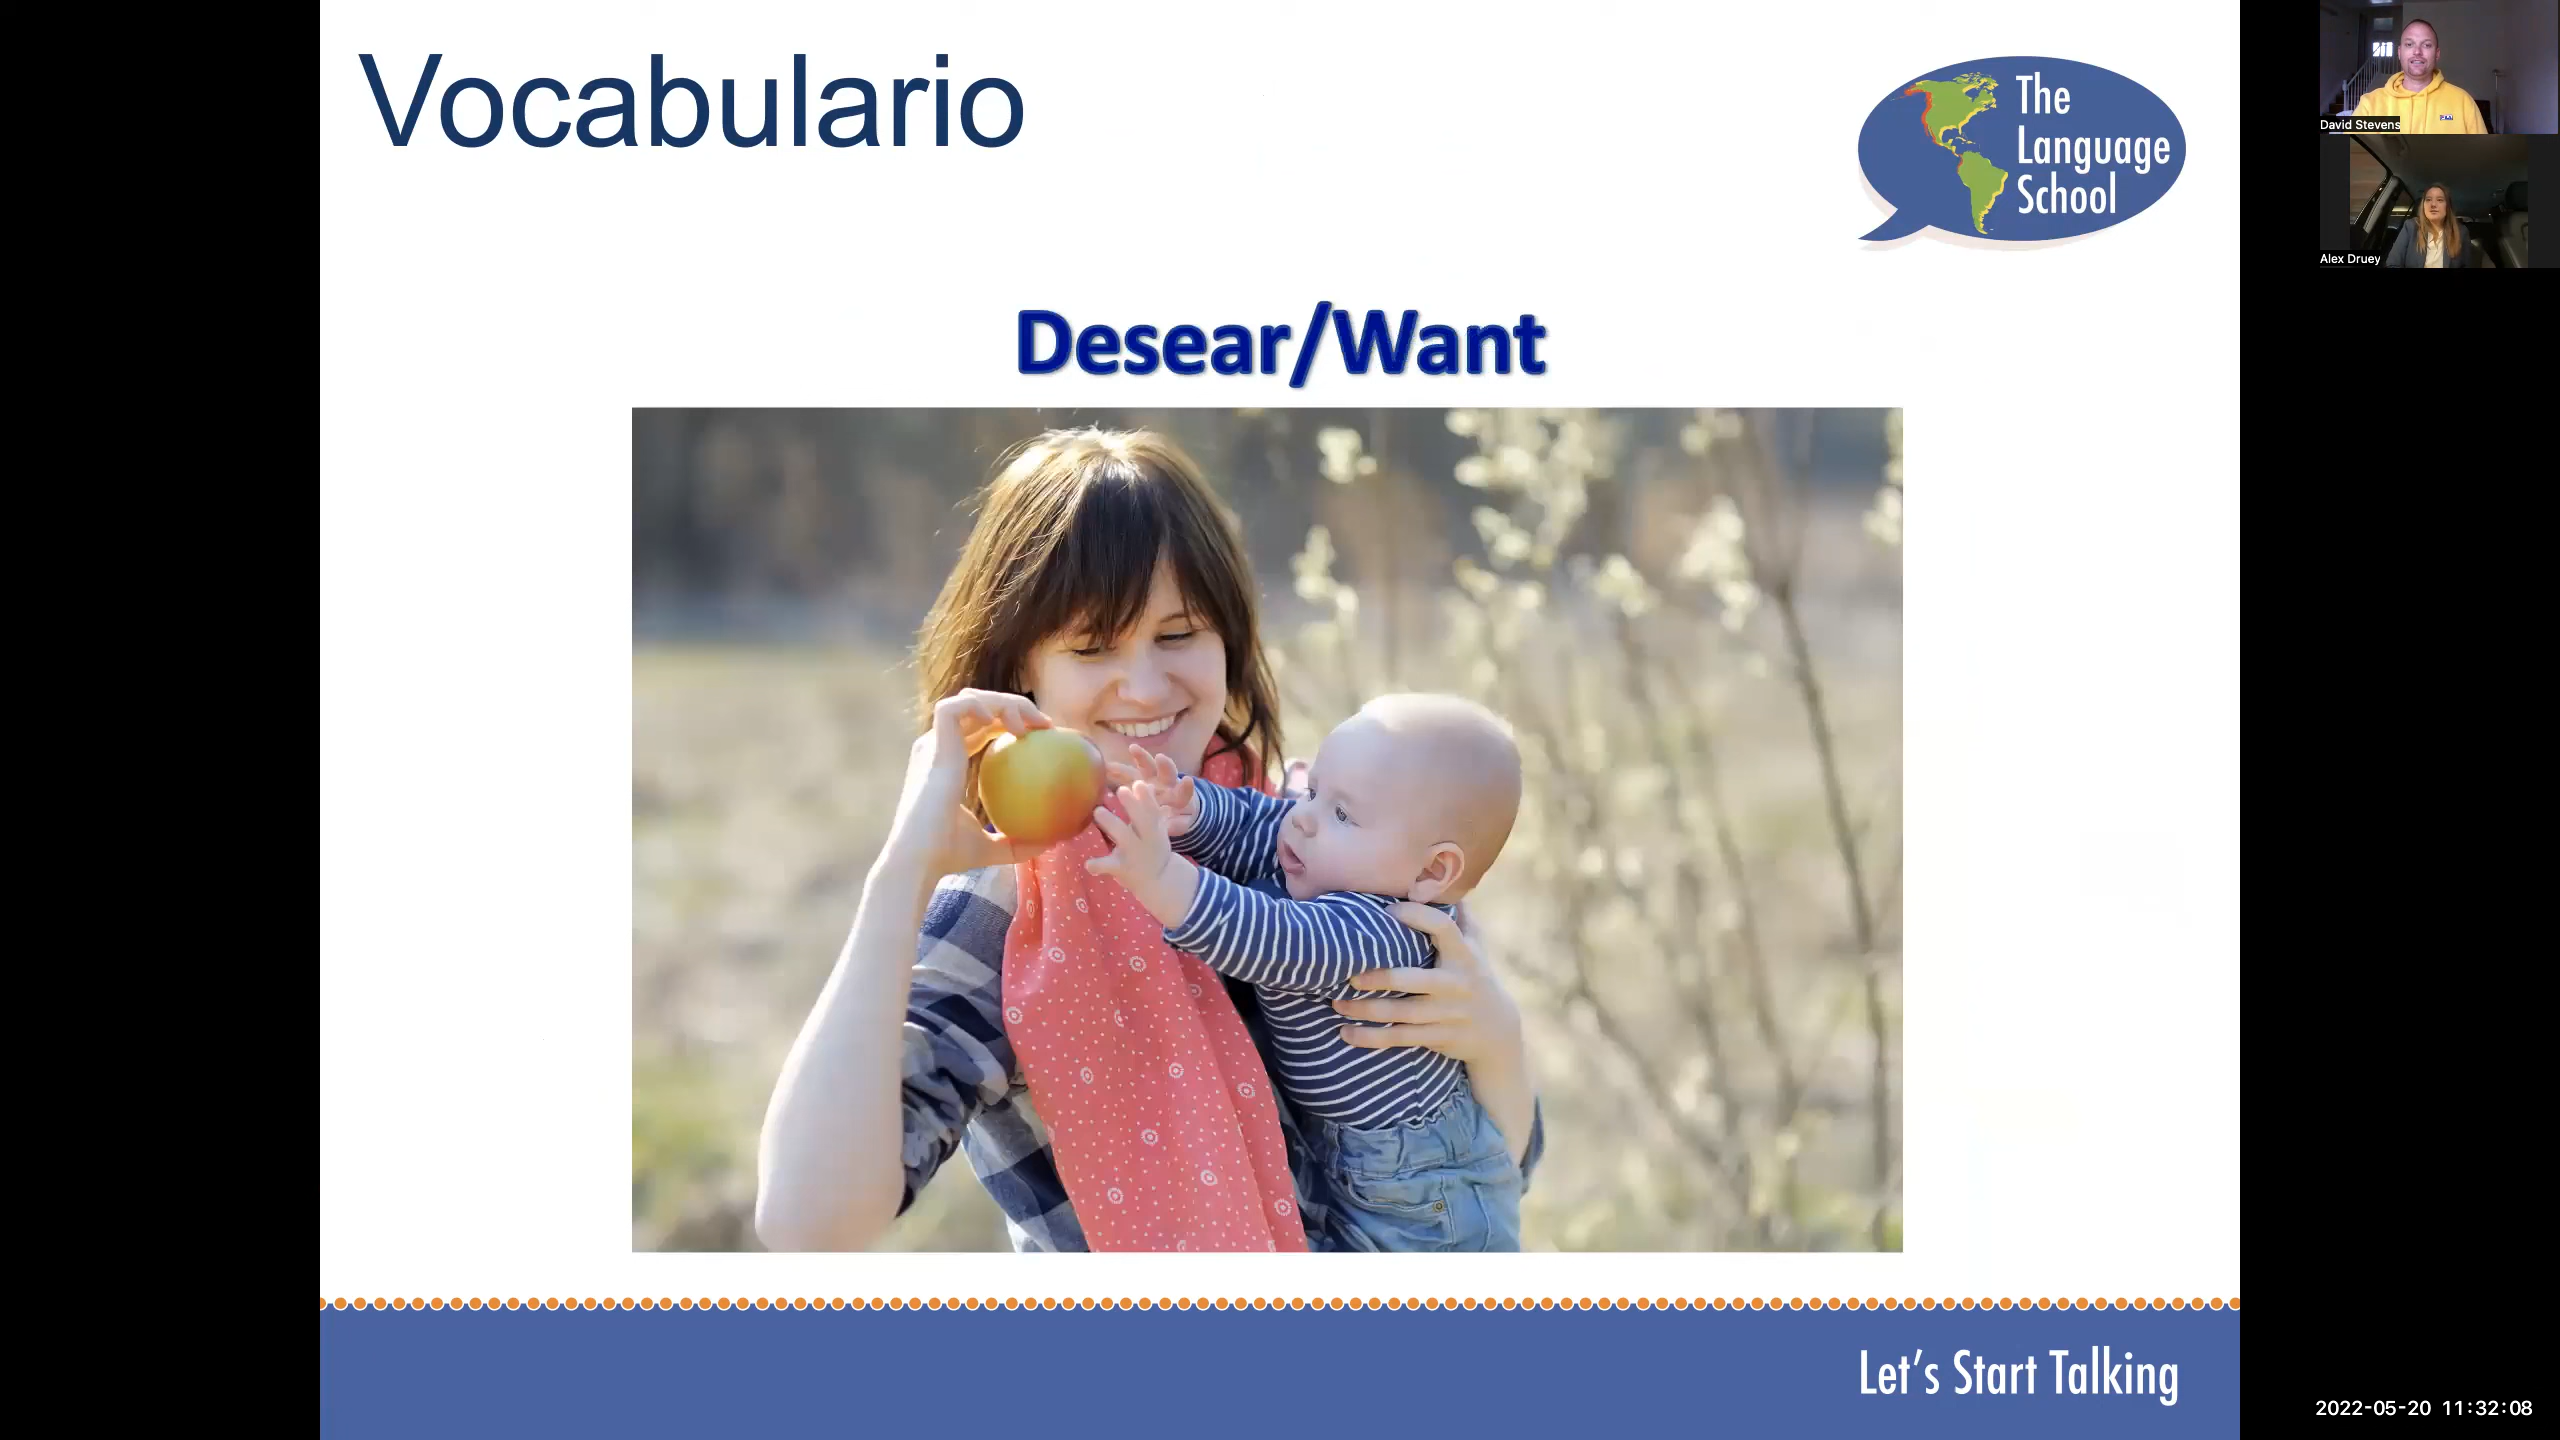 Vocabulario
The
Language
School
Desear/Want
Let's Start Talking
David Stevens
Alex Druey
2022-05-20 11:32:08